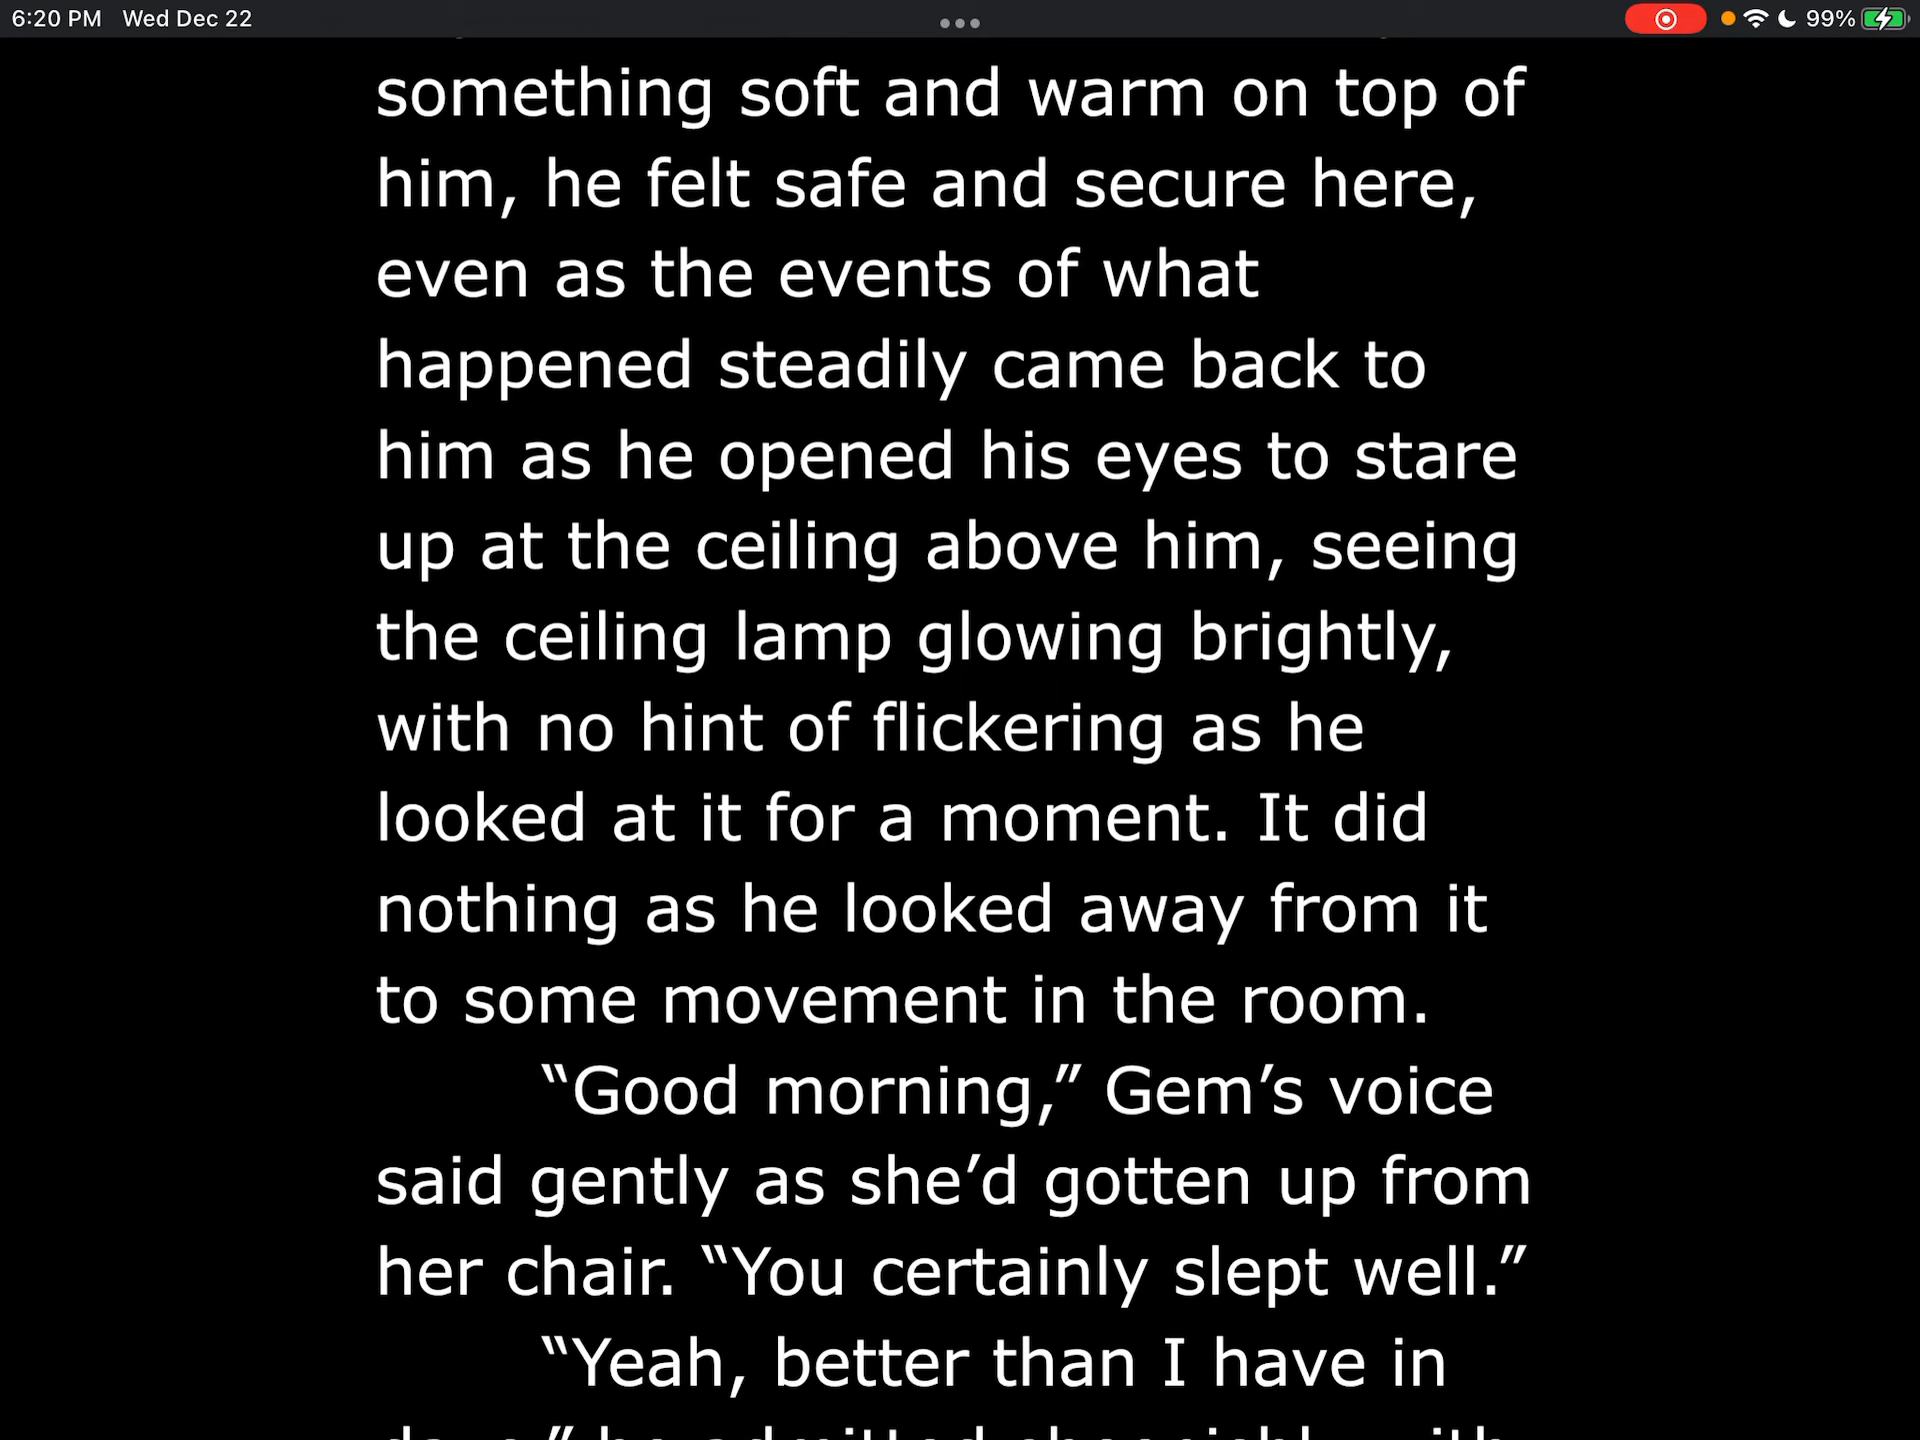 6:20 PM Wed Dec 22
99%
something soft and warm on top of
him, he felt safe and secure here,
even as the events of what
happened steadily came back to
him as he opened his eyes to stare
up at the ceiling above him, seeing
the ceiling lamp glowing brightly,
with no hint of flickering as he
looked at it for a moment. It did
nothing as he looked away from it
to some movement in the room.
“Good morning,” Gem’s voice
said gently as she’d gotten up from
her chair. “You certainly slept well.”
“Yeah, better than I have in